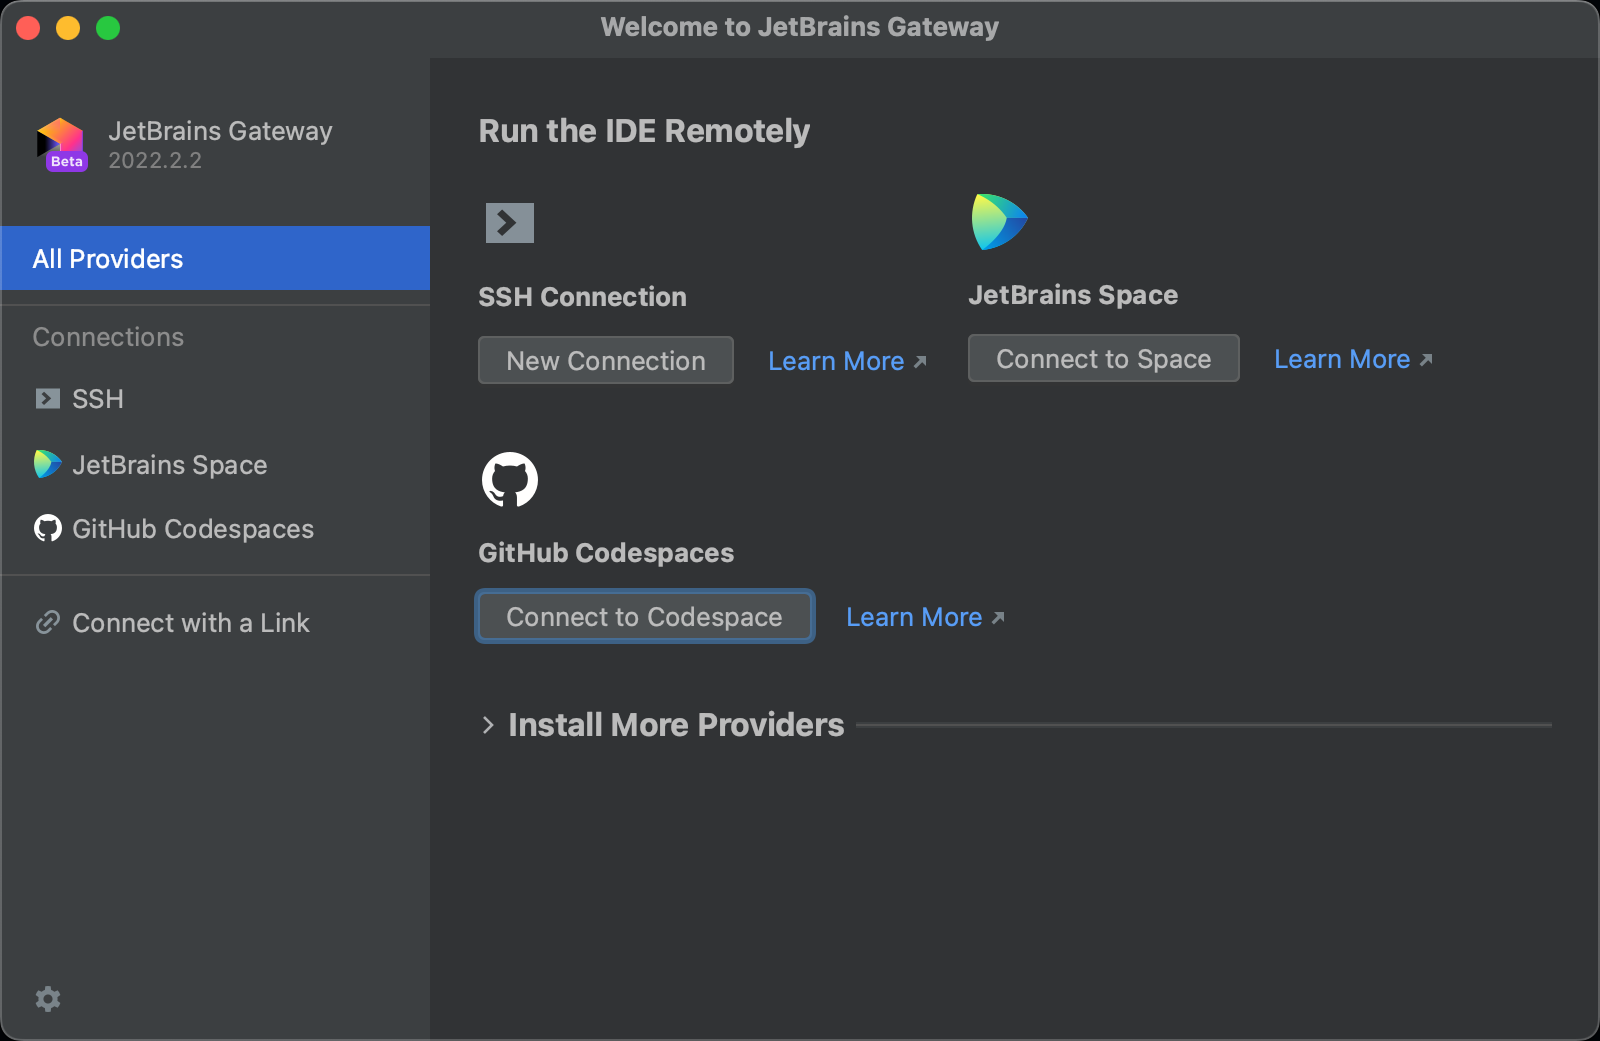 Welcome to JetBrains Gateway
JetBrains Gateway
2022.2.2
Beta
All Providers
Connections
SSH
JetBrains Space
GitHub Codespaces
Connect with a Link
Run the IDE Remotely
SSH Connection
New Connection Learn More
JetBrains Space
Connect to Space Learn More
GitHub Codespaces
Connect to Codespace Learn More
Install More Providers